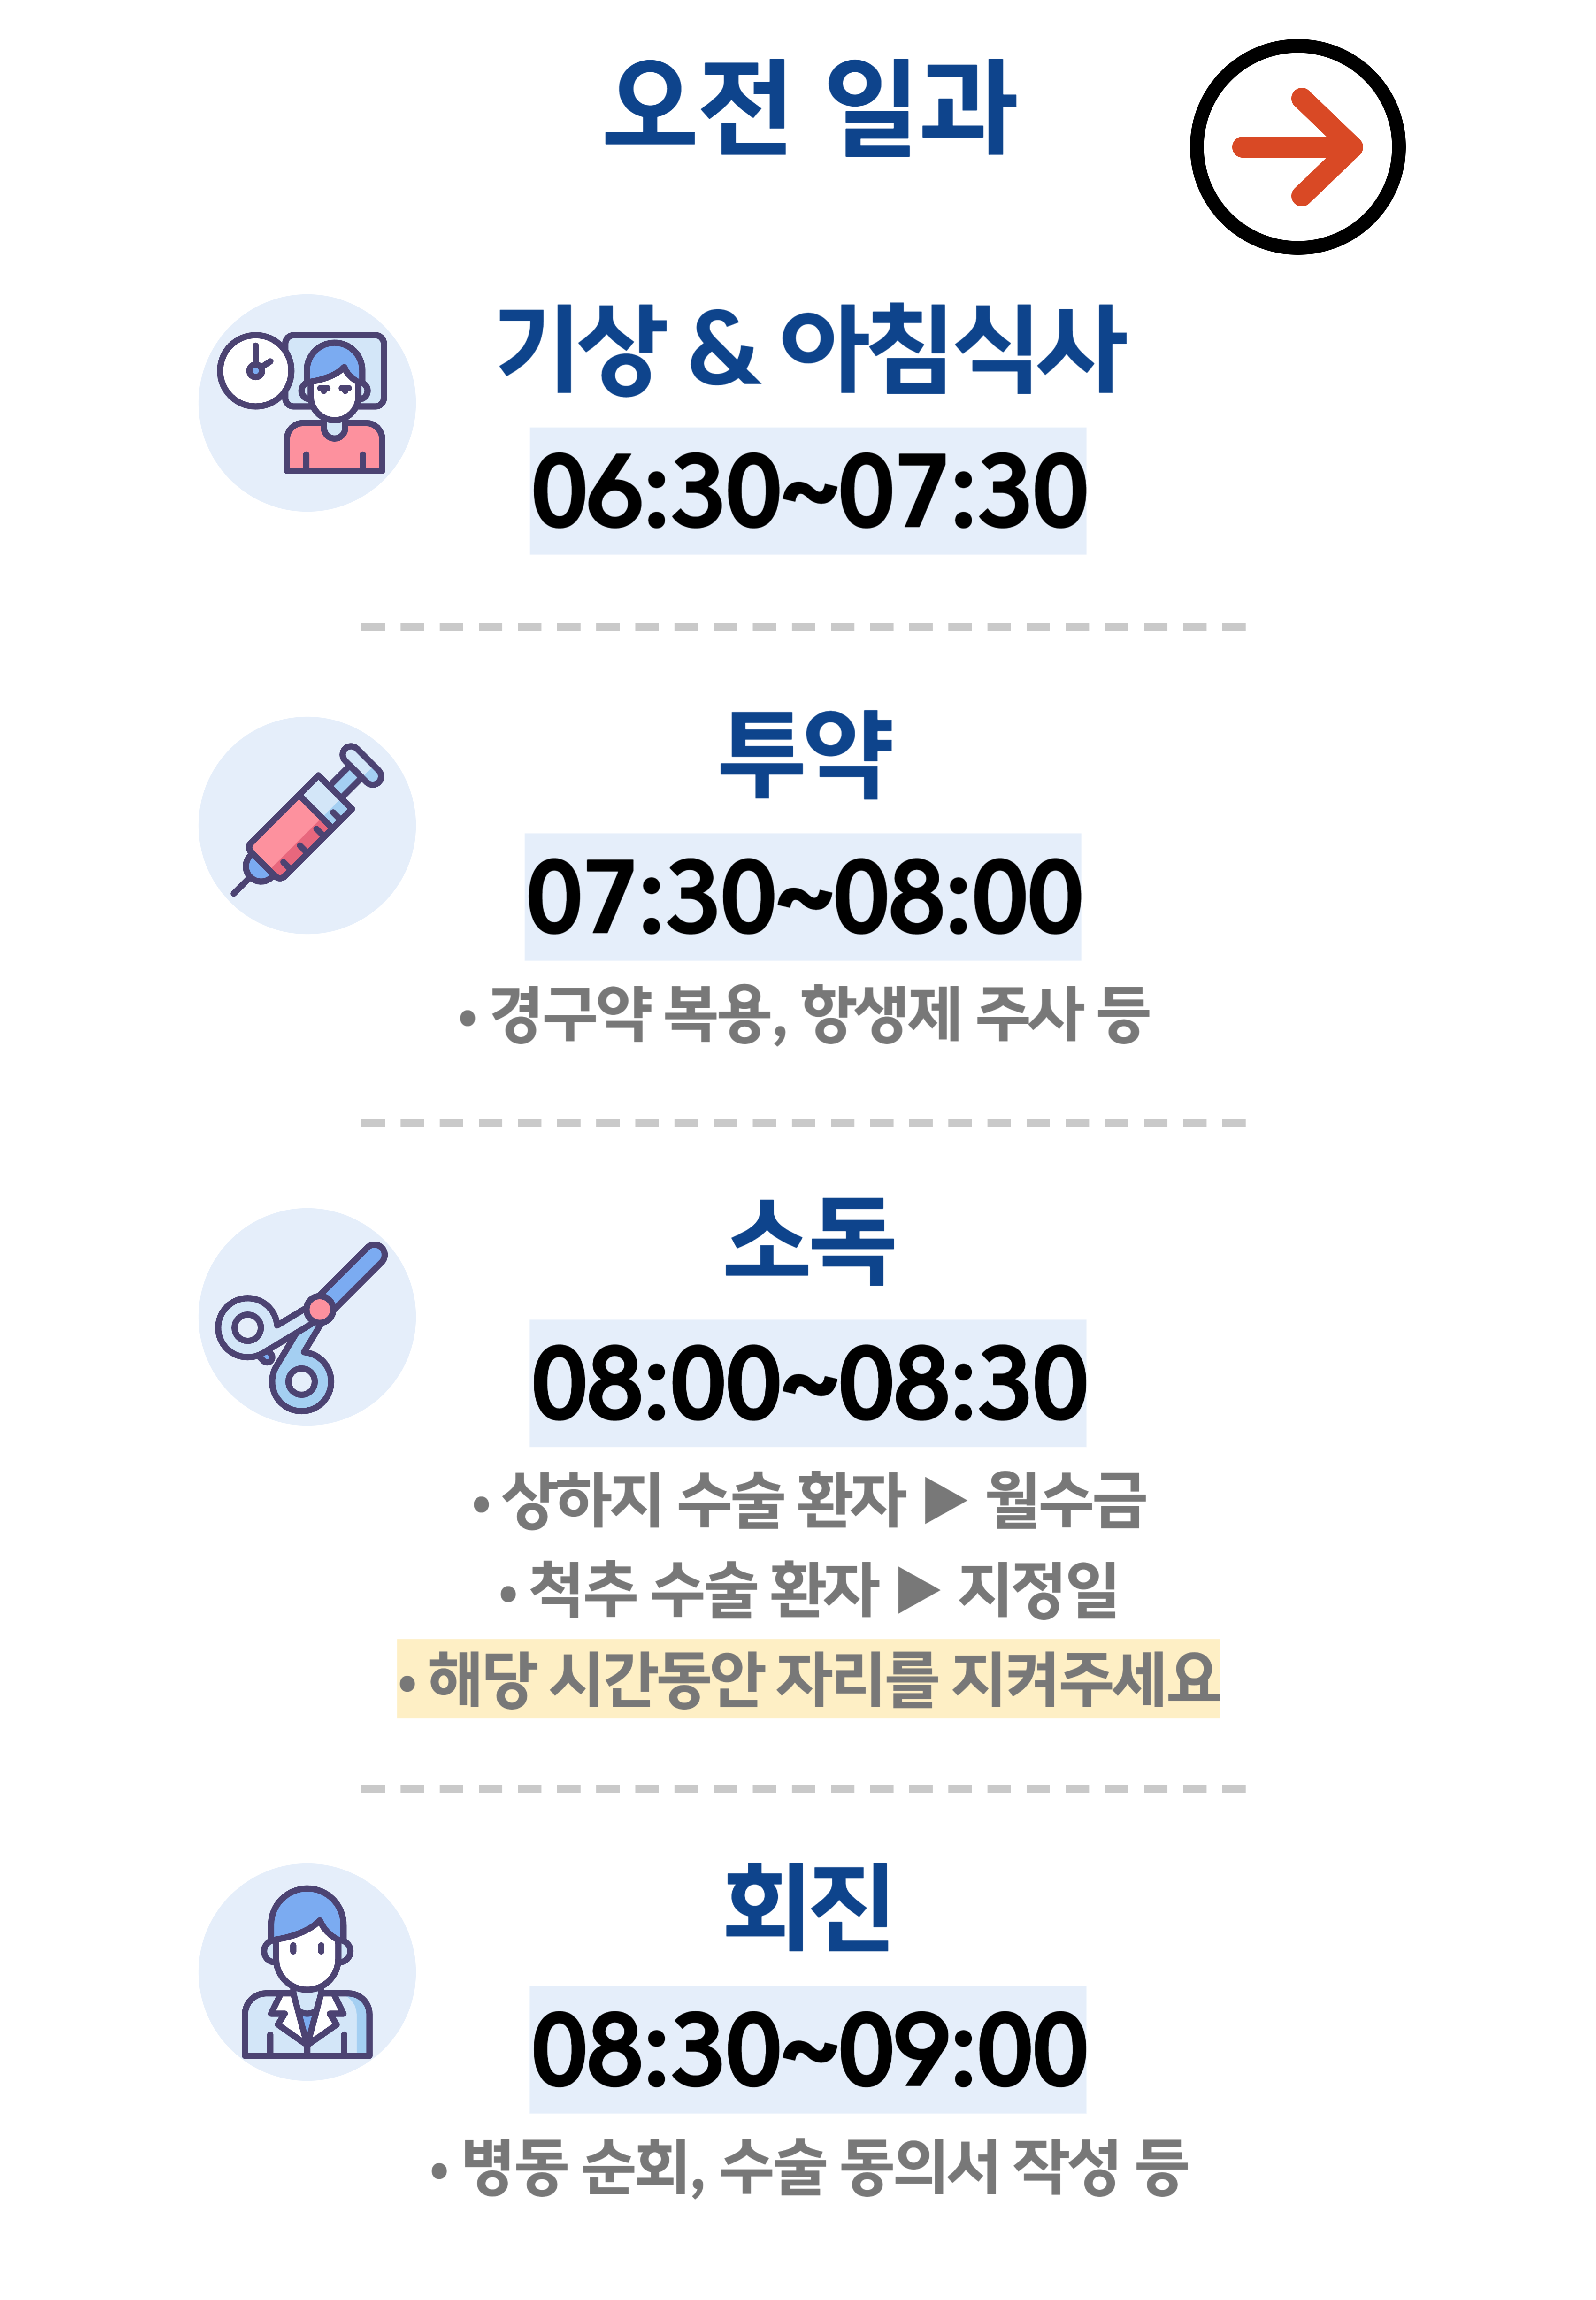 오전 일과
기상 & 아침식사
06:30~07:30
투약
07:30~08:00
• 경구약 복용, 항생제 주사 등
소독
08:00~08:30
• 상하지 수술 환자 ▶ 월수금
• 척추 수술 환자 ▶ 지정일
• 해당 시간동안 자리를 지켜주세요
회진
08:30~09:00
• 병동 순회, 수술 동의서 작성 등